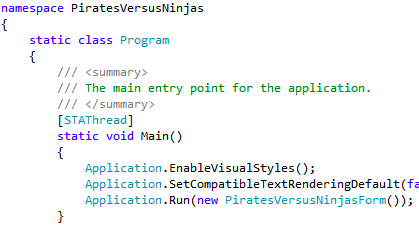 namespace PiratesVersusNinjas
{
    static class Program
    {
        /// <summary>
        /// The main entry point for the application.
        /// </summary>
        [STAThread]
        static void Main()
        {
            Application.EnableVisualStyles();
            Application.SetCompatibleTextRenderingDefault(fa
            Application.Run(new PiratesVersusNinjasForm());
        }